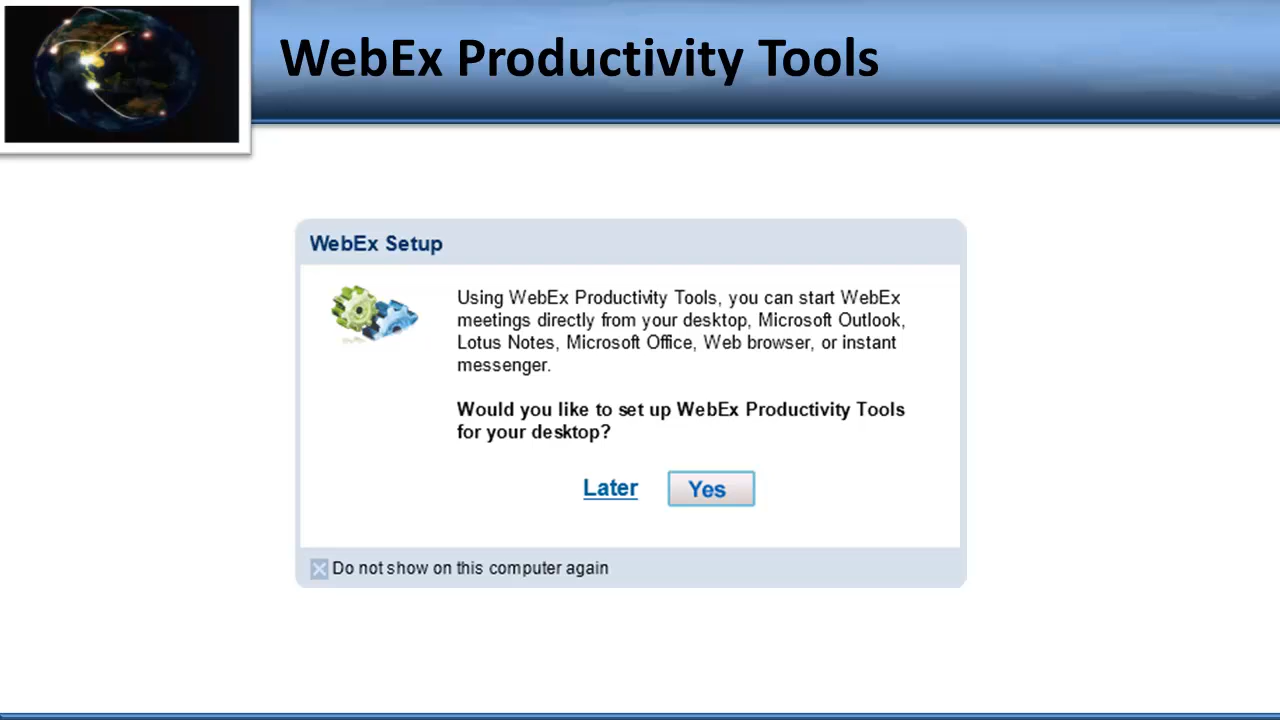 WebEx Productivity Tools
WebEx Setup
Using WebEx Productivity Tools, you can start WebEx
meetings directly from your desktop, Microsoft Outlook,
Lotus Notes, Microsoft Office, Web browser, or instant
messenger.
Would you like to set up WebEx Productivity Tools
for your desktop?
Later Yes
Do not show on this computer again